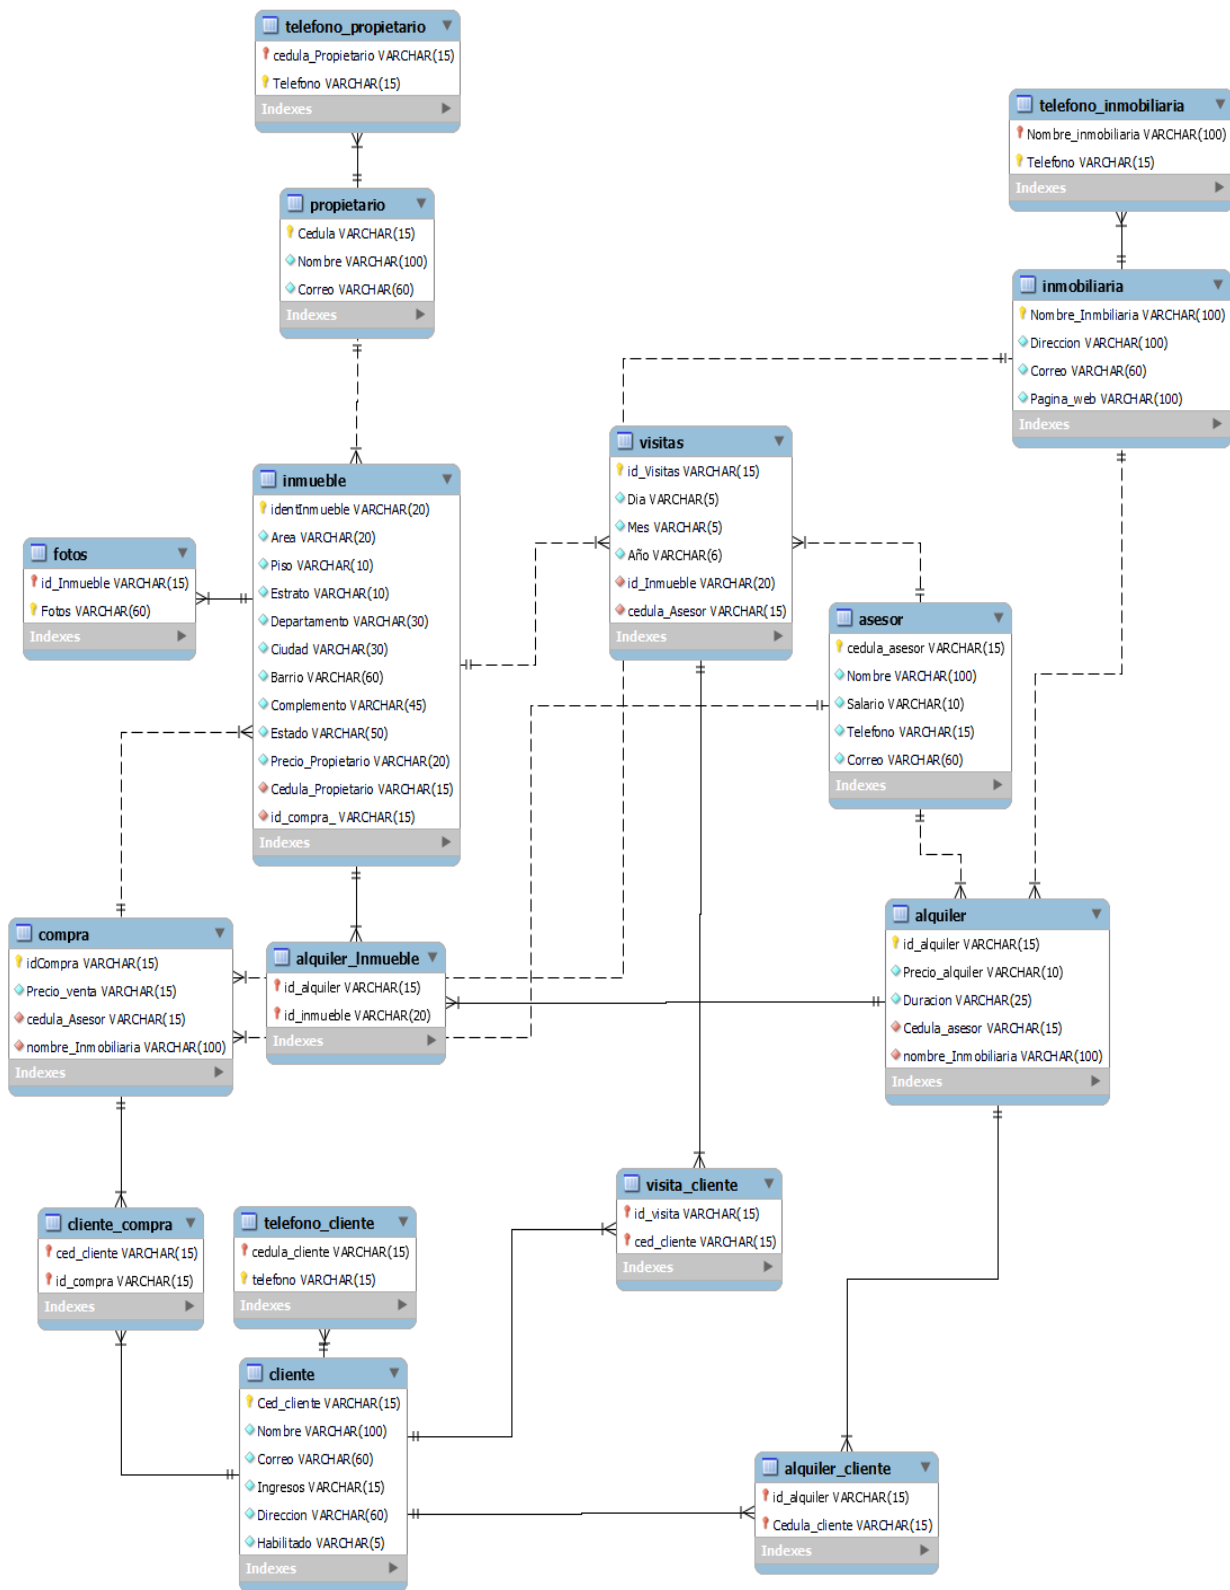 telefono_propietario
cedula_Propietario VARCHAR(15)
Telefono VARCHAR(15)
Indexes
telefono_inmobiliaria
Nombre_inmobiliaria VARCHAR(100)
Telefono VARCHAR(15)
Indexes
propietario
Cedula VARCHAR(15)
Nombre VARCHAR(100)
Correo VARCHAR(60)
Indexes
inmobiliaria
Nombre_Inmbiliaria VARCHAR(100)
Direccion VARCHAR(100)
Correo VARCHAR(60)
Pagina_web VARCHAR(100)
Indexes
visitas
id_Visitas VARCHAR(15)
Dia VARCHAR(5)
Mes VARCHAR(5)
Año VARCHAR(6)
id_Inmueble VARCHAR(20)
cedula_Asesor VARCHAR(15)
Indexes
inmueble
identInmueble VARCHAR(20)
Area VARCHAR(20)
Piso VARCHAR(10)
Estrato VARCHAR(10)
Departamento VARCHAR(30)
Ciudad VARCHAR(30)
Barrio VARCHAR(60)
Complemento VARCHAR(45)
Estado VARCHAR(50)
Precio_Propietario VARCHAR(20)
Cedula_Propietario VARCHAR(15)
id_compra_ VARCHAR(15)
Indexes
fotos
id_Inmueble VARCHAR(15)
Fotos VARCHAR(60)
Indexes
asesor
cedula_asesor VARCHAR(15)
Nombre VARCHAR(100)
Salario VARCHAR(10)
Telefono VARCHAR(15)
Correo VARCHAR(60)
Indexes
compra
idCompra VARCHAR(15)
Precio_venta VARCHAR(15)
cedula_Asesor VARCHAR(15)
nombre_Inmobiliaria VARCHAR(100)
Indexes
alquiler_Inmueble
id_alquiler VARCHAR(15)
id_inmueble VARCHAR(20)
Indexes
alquiler
id_alquiler VARCHAR(15)
Precio_alquiler VARCHAR(10)
Duracion VARCHAR(25)
Cedula_asesor VARCHAR(15)
nombre_Inmobiliaria VARCHAR(100)
Indexes
visita_cliente
id_visita VARCHAR(15)
ced_cliente VARCHAR(15)
Indexes
cliente_compra
ced_cliente VARCHAR(15)
id_compra VARCHAR(15)
Indexes
telefono_cliente
cedula_cliente VARCHAR(15)
telefono VARCHAR(15)
Indexes
cliente
Ced_cliente VARCHAR(15)
Nombre VARCHAR(100)
Correo VARCHAR(60)
Ingresos VARCHAR(15)
Direccion VARCHAR(60)
Habilitado VARCHAR(5)
Indexes
alquiler_cliente
id_alquiler VARCHAR(15)
Cedula_cliente VARCHAR(15)
Indexes